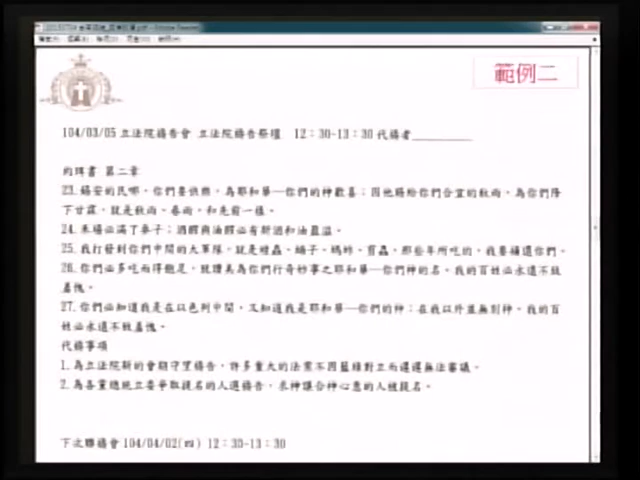 範例二
104/03/05 立法院禱告會 立法院禱告祭壇 12:30-13:30 代禱者
約珥書 第二章
23. 錫安的民哪,你們要快樂,為耶和華─你們的神歡喜;因他賜給你們合宜的秋雨,為你們降
下甘霖,就是秋雨、春雨,和先前一樣。
24. 禾場必滿了麥子;酒醡與油醡必有新酒和油盈溢。
25. 我打發到你們中間的大軍隊,就是蝗蟲、蝻子、螞蚱、剪蟲,那些年所吃的,我要補還你們。
26. 你們必多吃而得飽足,就讚美為你們行奇妙事之耶和華─你們神的名。我的百姓必永遠不致
羞愧。
27. 你們必知道我是在以色列中間,又知道我是耶和華─你們的神;在我以外並無別神。我的百
姓必永遠不致羞愧。
代禱事項
1. 為立法院新的會期守望禱告,許多重大的法案不因藍綠對立而遲遲無法審議。
2. 為各黨總統立委爭取提名的人選禱告,求神讓合神心意的人被提名。
下次聯禱會 104/04/02(四) 12:30-13:30